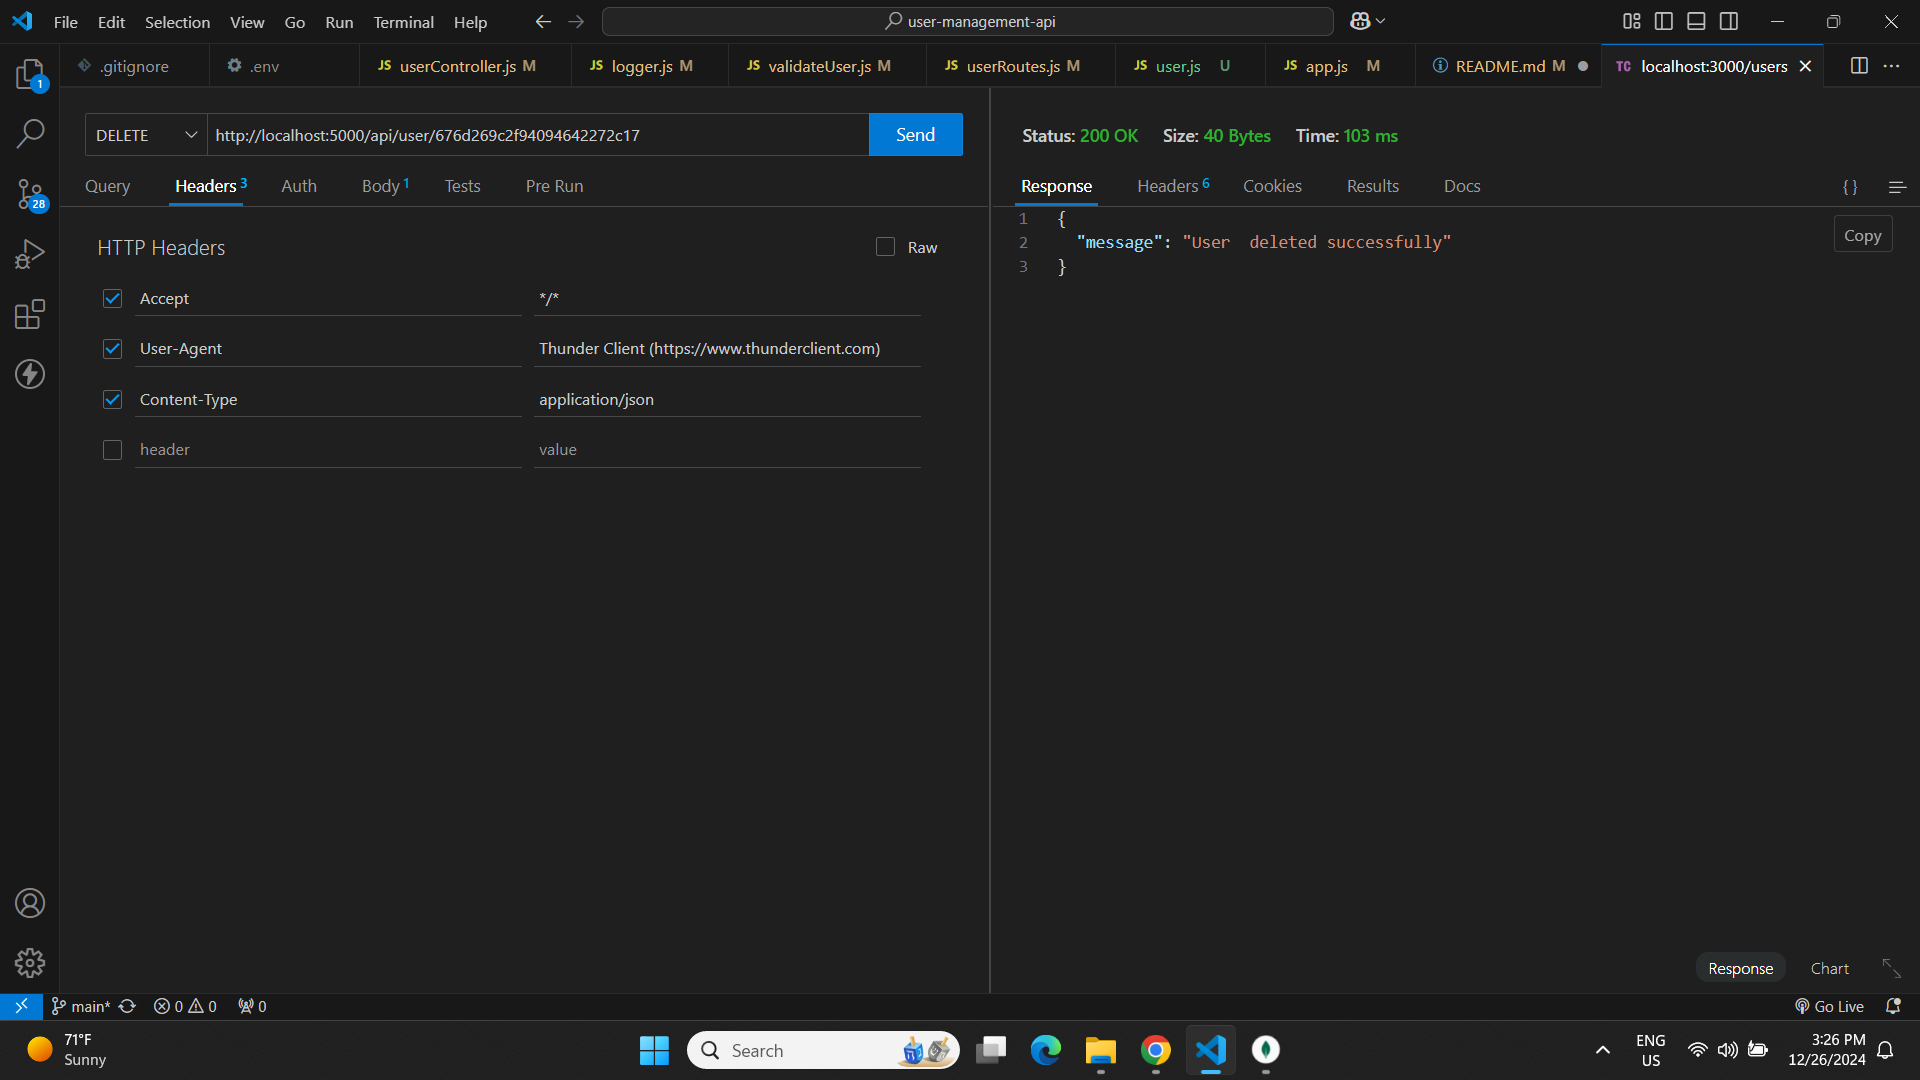 File Edit Selection View Go Run Terminal Help
user-management-api
.gitignore
.env
JS userController.js M
JS logger.js M
JS validateUser.js M
JS userRoutes.js M
JS user.js U
JS app.js M
README.md M
TC localhost:3000/users
DELETE
http://localhost:5000/api/user/676d269c2f94094642272c17
Send
Query Headers 3 Auth Body 1 Tests Pre Run
HTTP Headers
Raw
Accept */*
User-Agent Thunder Client (https://www.thunderclient.com)
Content-Type application/json
header value
Status: 200 OK Size: 40 Bytes Time: 103 ms
Response Headers 6 Cookies Results Docs
{ }
1 {
2 "message": "User  deleted successfully"
3 }
Copy
Response Chart
1
28
main* 0 0 0
Go Live
71°F
Sunny
Search
ENG
US
3:26 PM
12/26/2024